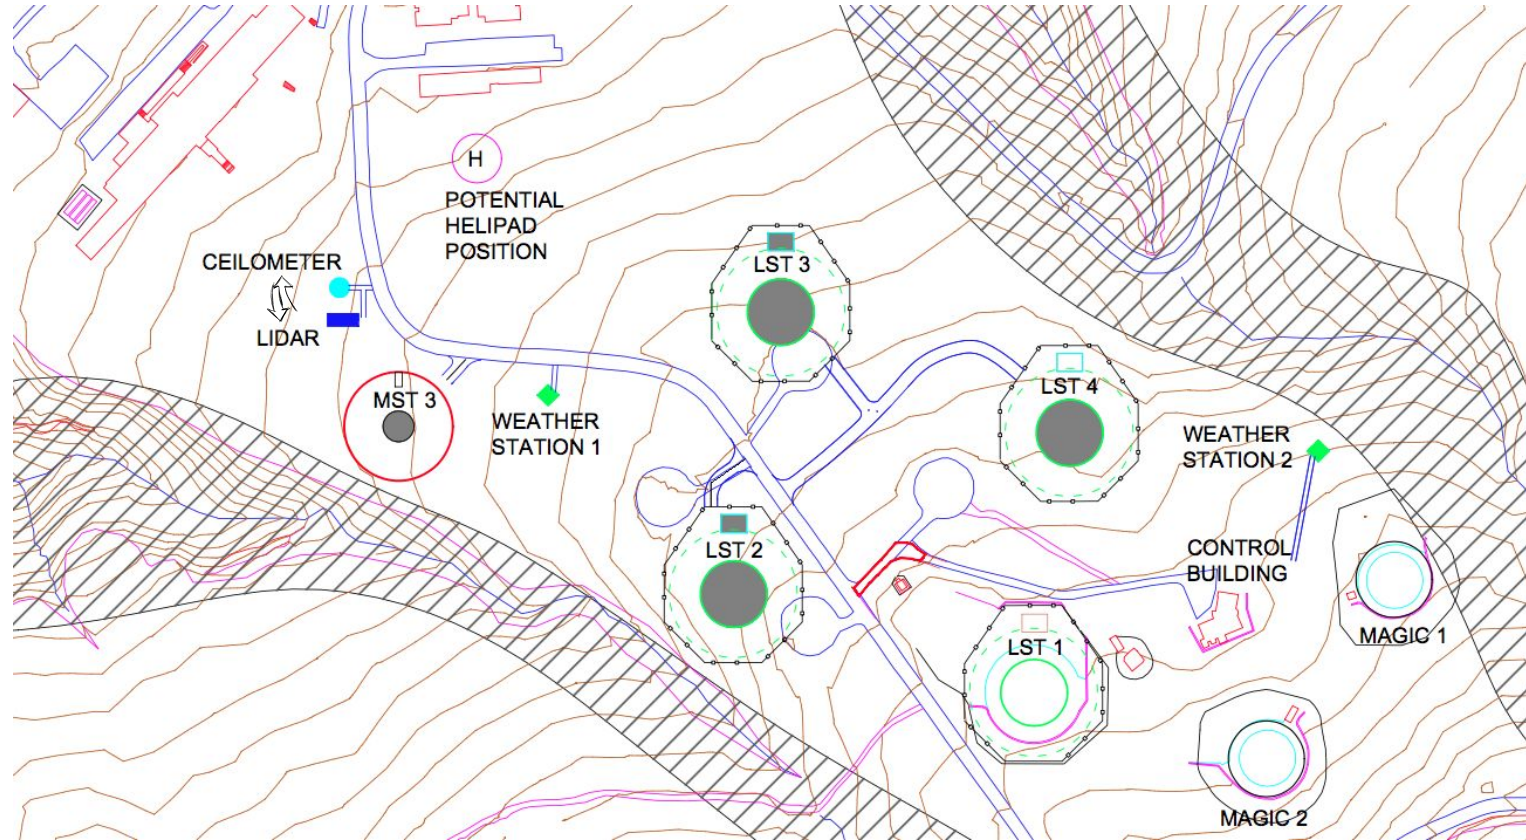 H
POTENTIAL
HELIPAD
POSITION
CEILOMETER
LIDAR
LST 3
MST 3
WEATHER
STATION 1
LST 4
WEATHER
STATION 2
LST 2
CONTROL
BUILDING
LST 1
MAGIC 1
MAGIC 2